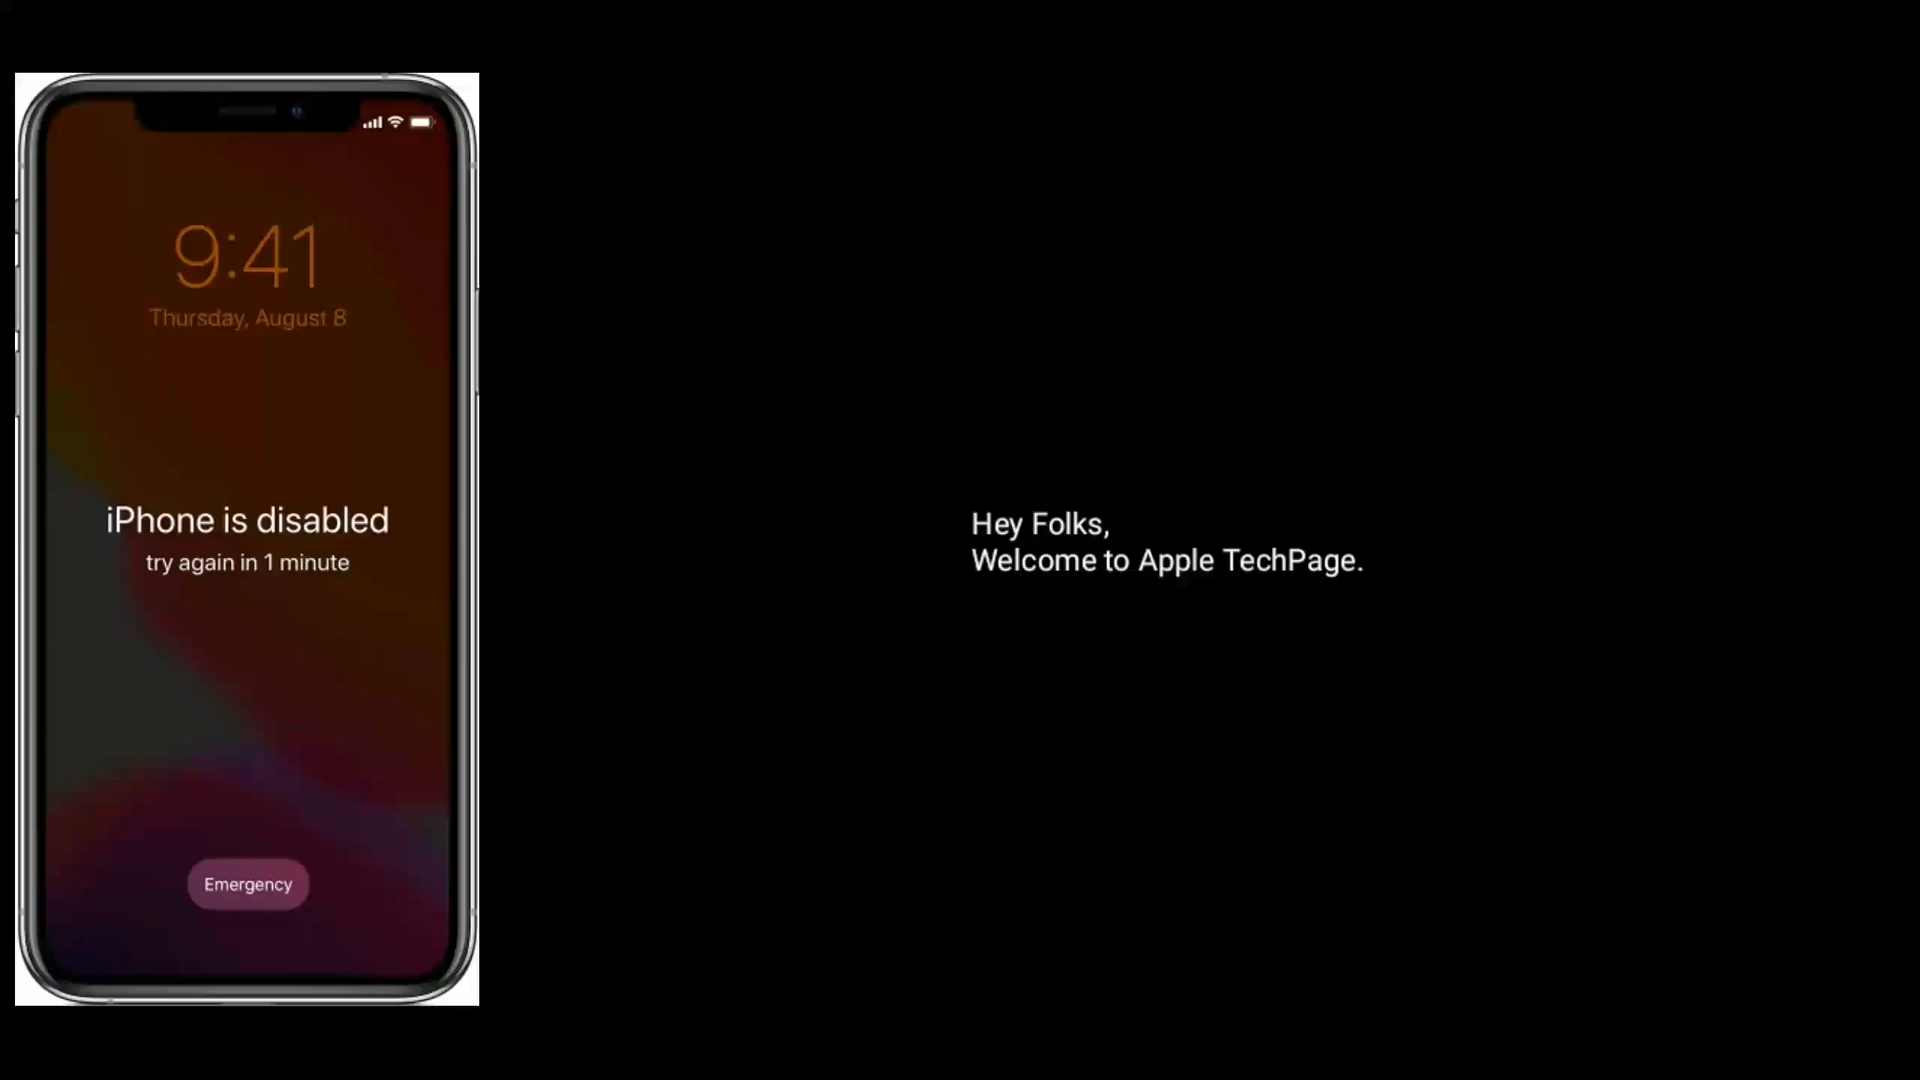 9:41
Thursday, August 8
iPhone is disabled
try again in 1 minute
Emergency
Hey Folks,
Welcome to Apple TechPage.